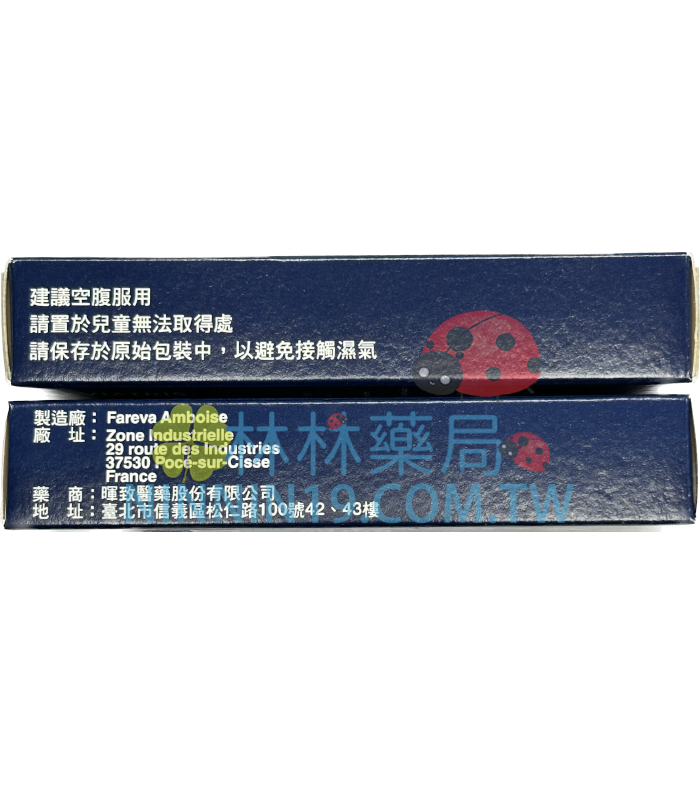 建議空腹服用
請置於兒童無法取得處
請保存於原始包裝中，以避免接觸濕氣
製造廠：Fareva Amboise
廠　址：Zone Industrielle
29 route des Industries
37530 Pocé-sur-Cisse
France
藥　商：暉致醫藥股份有限公司
地　址：臺北市信義區松仁路100號42、43樓
林林藥局
LINLIN19.COM.TW